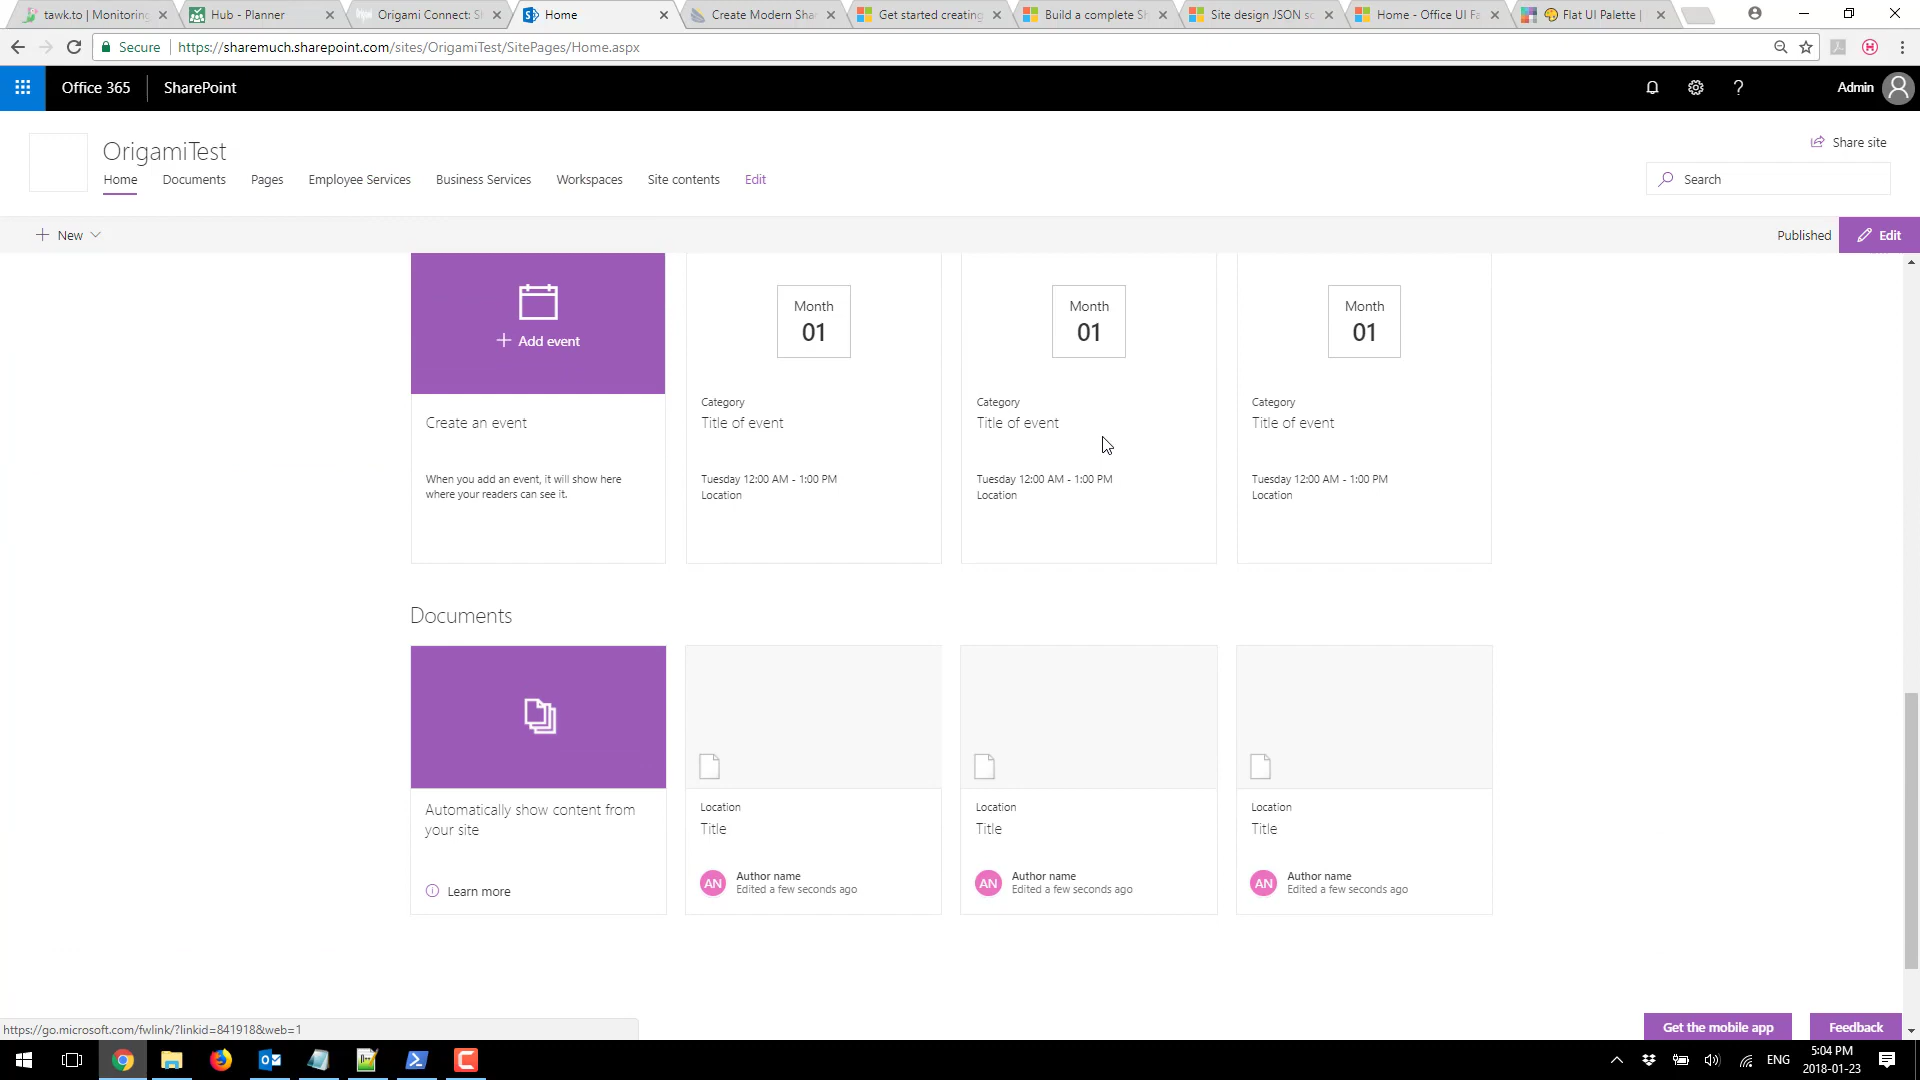 tawk.to | Monitoring
Hub - Planner
Origami Connect: S
Home
Create Modern Sha
Get started creating
Build a complete S
Site design JSON sc
Home - Office UI Fa
Flat UI Palette |
Secure
https://sharemuch.sharepoint.com/sites/OrigamiTest/SitePages/Home.aspx
Office 365
SharePoint
?
Admin
OrigamiTest
Share site
Home
Documents
Pages
Employee Services
Business Services
Workspaces
Site contents
Edit
Search
+ New
Published
Edit
Month
01
Month
01
Month
01
+ Add event
Category
Category
Category
Create an event
Title of event
Title of event
Title of event
When you add an event, it will show here
where your readers can see it.
Tuesday 12:00 AM - 1:00 PM
Location
Tuesday 12:00 AM - 1:00 PM
Location
Tuesday 12:00 AM - 1:00 PM
Location
Documents
Automatically show content from
your site
Learn more
Location
Title
AN
Author name
Edited a few seconds ago
Location
Title
AN
Author name
Edited a few seconds ago
Location
Title
AN
Author name
Edited a few seconds ago
https://go.microsoft.com/fwlink/?linkid=841918&web=1
Get the mobile app
Feedback
ENG
5:04 PM
2018-01-23